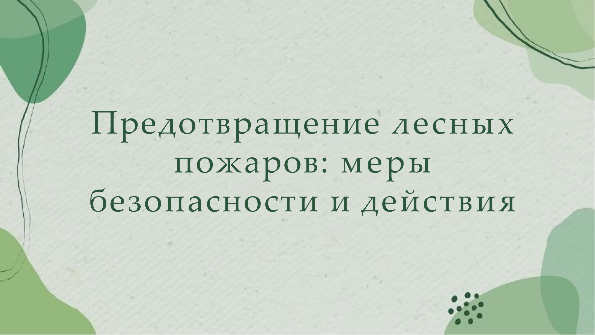 Предотвращение лесных
пожаров: меры
безопасности и действия